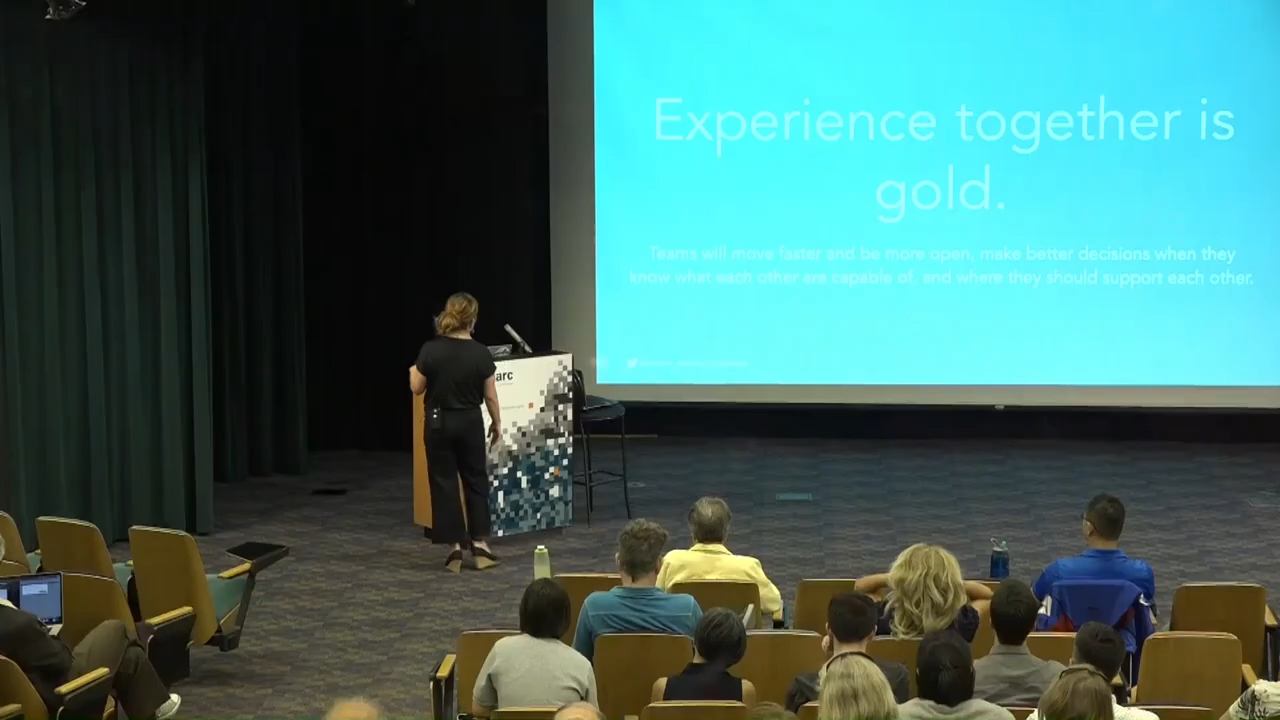 Experience together is
gold.
Teams will move faster and be more open, make better decisions when they
know what each other are capable of, and where they should support each other.
arc